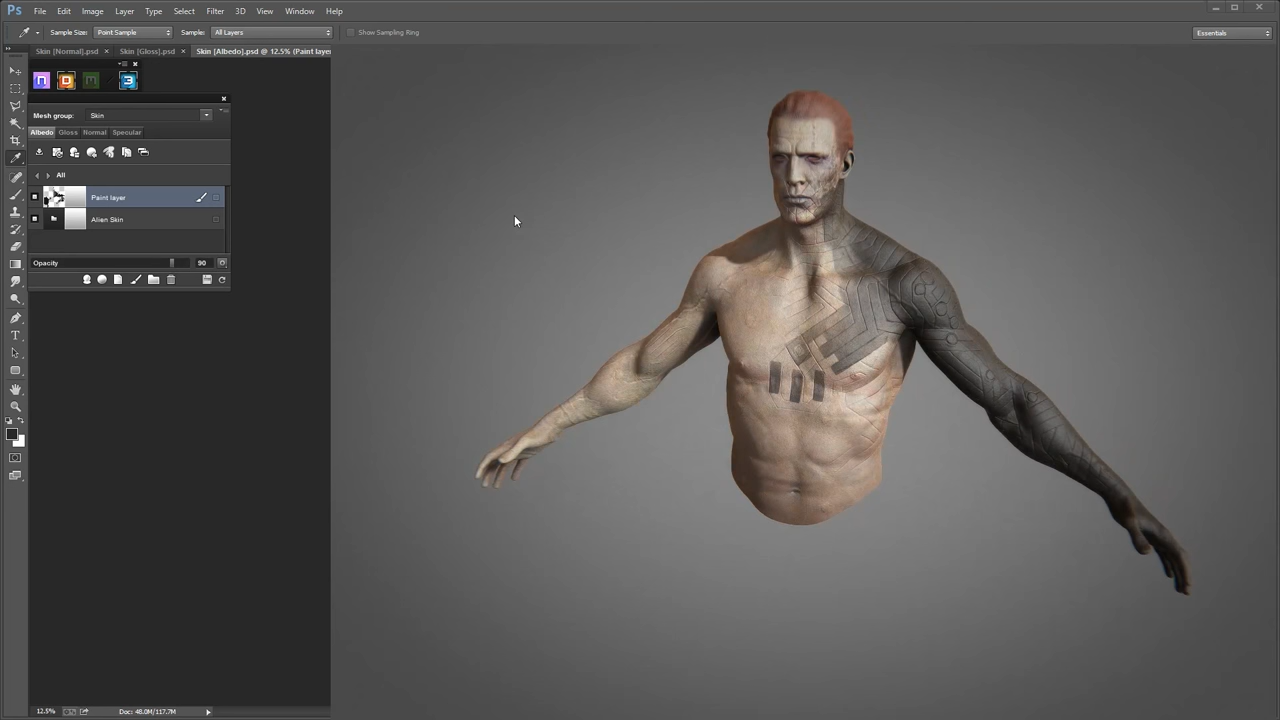 Ps File Edit Image Layer Type Select Filter 3D View Window Help
Sample Size: Point Sample Sample: All Layers Show Sampling Ring Essentials
Skin [Normal].psd × Skin [Gloss].psd × Skin [Albedo].psd @ 12.5% (Paint layer
n D m 3
Mesh group: Skin
Albedo Gloss Normal Specular
All
Paint layer
Alien Skin
Opacity 90
T
12.5% Doc: 48.0M/117.7M